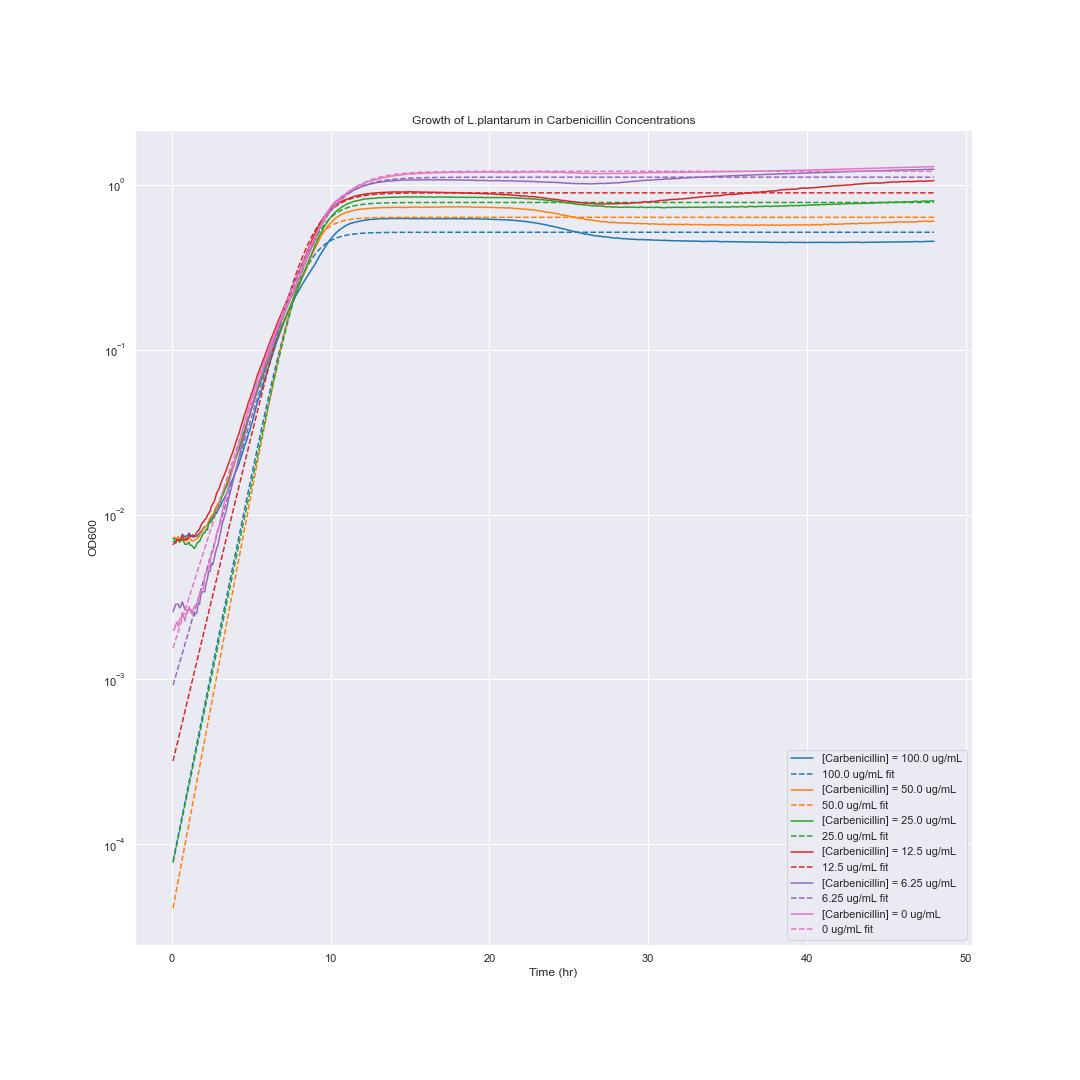 Growth of L.plantarum in Carbenicillin Concentrations
OD600
10⁰
10⁻¹
10⁻²
10⁻³
10⁻⁴
0 10 20 30 40 50
Time (hr)
[Carbenicillin] = 100.0 ug/mL
100.0 ug/mL fit
[Carbenicillin] = 50.0 ug/mL
50.0 ug/mL fit
[Carbenicillin] = 25.0 ug/mL
25.0 ug/mL fit
[Carbenicillin] = 12.5 ug/mL
12.5 ug/mL fit
[Carbenicillin] = 6.25 ug/mL
6.25 ug/mL fit
[Carbenicillin] = 0 ug/mL
0 ug/mL fit